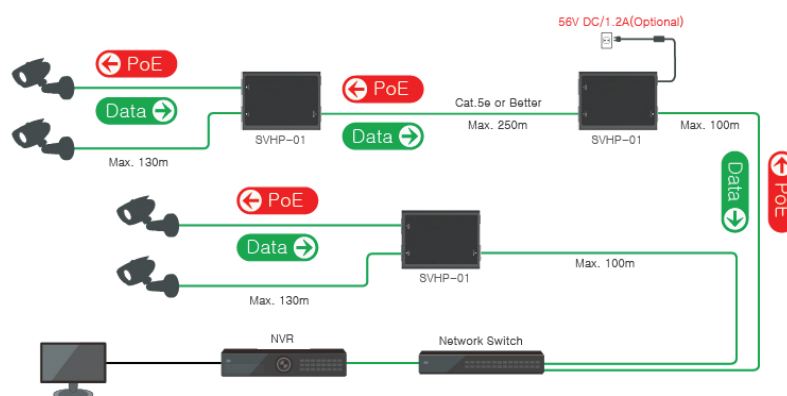 56V DC/1.2A(Optional)
PoE
Data
SVHP-01
Max. 130m
PoE
Data
Cat.5e or Better
Max. 250m
SVHP-01
Max. 100m
Data
PoE
PoE
Data
SVHP-01
Max. 130m
Max. 100m
NVR
Network Switch